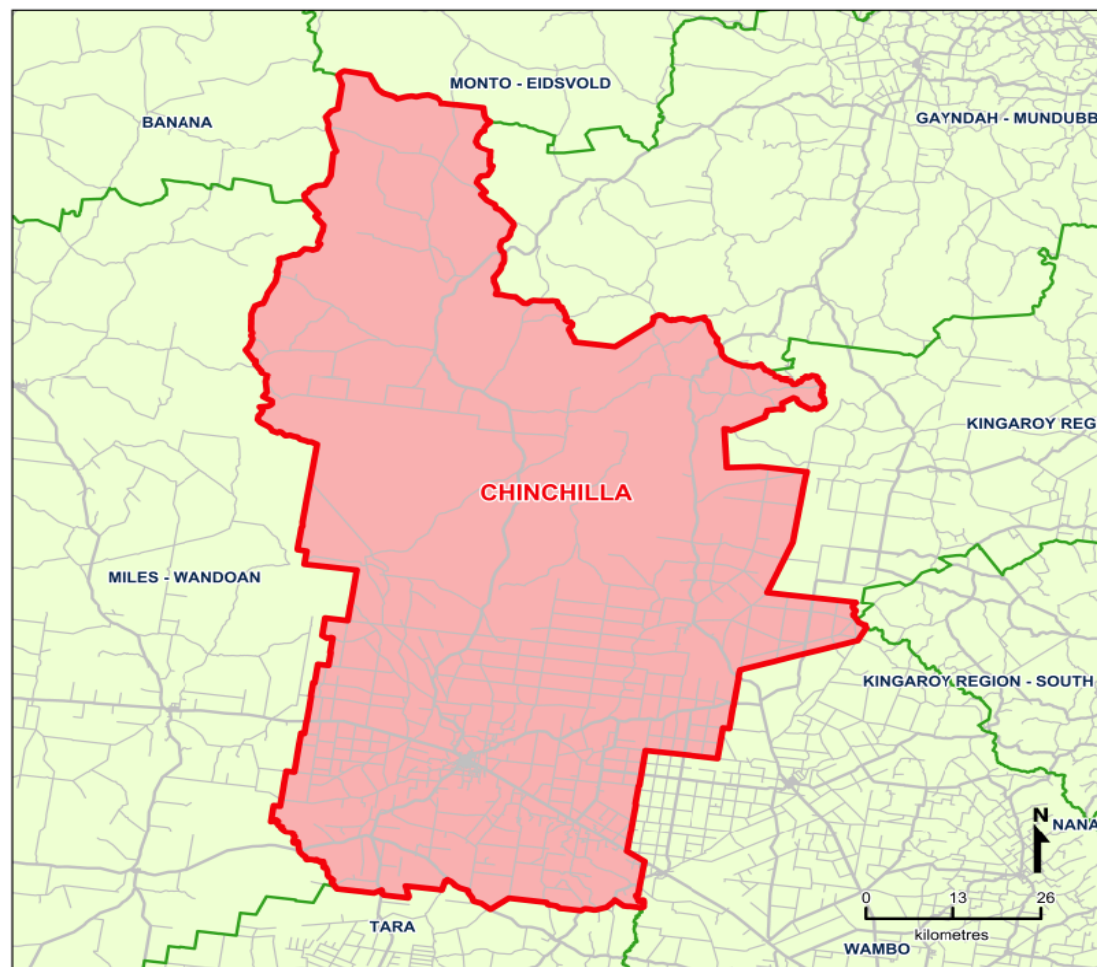 MONTO - EIDSVOLD
BANANA
GAYNDAH - MUNDUBB
KINGAROY REG
CHINCHILLA
MILES - WANDOAN
KINGAROY REGION - SOUTH
N
NANA
0 13 26
kilometres
TARA
WAMBO